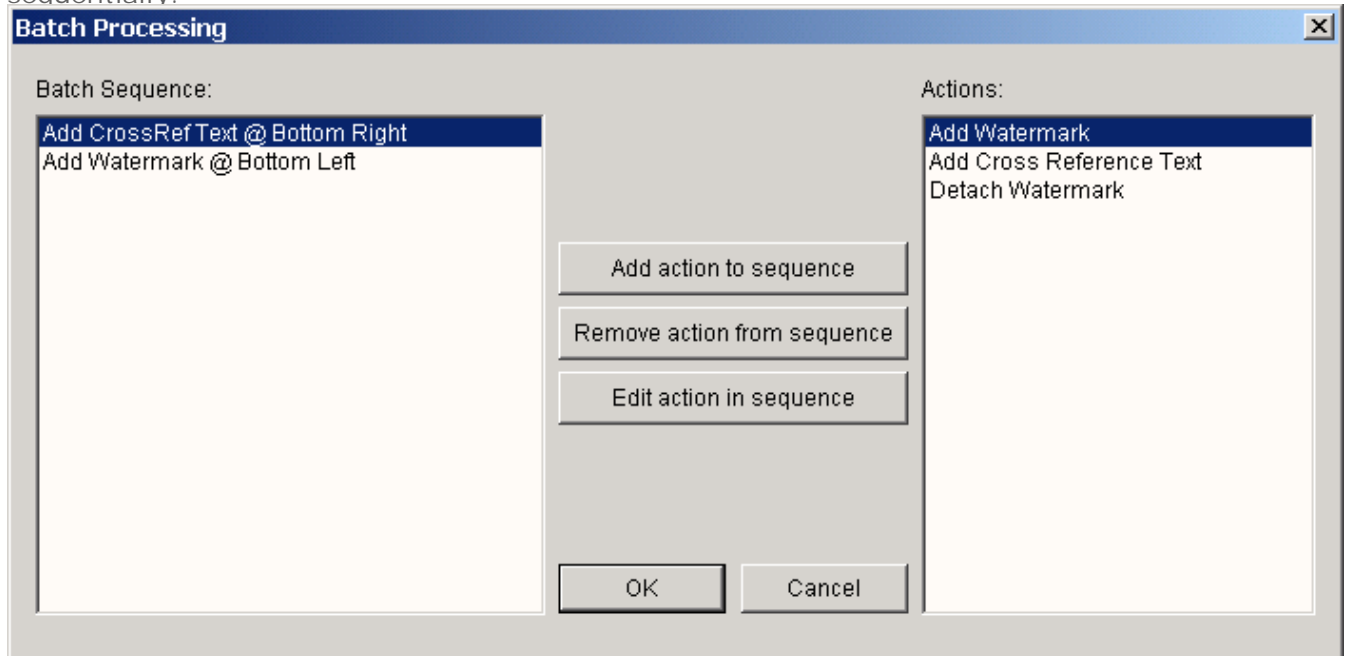 sequentially.
Batch Processing
Batch Sequence:
Add CrossRef Text @ Bottom Right
Add Watermark @ Bottom Left
Add action to sequence
Remove action from sequence
Edit action in sequence
OK
Cancel
Actions:
Add Watermark
Add Cross Reference Text
Detach Watermark